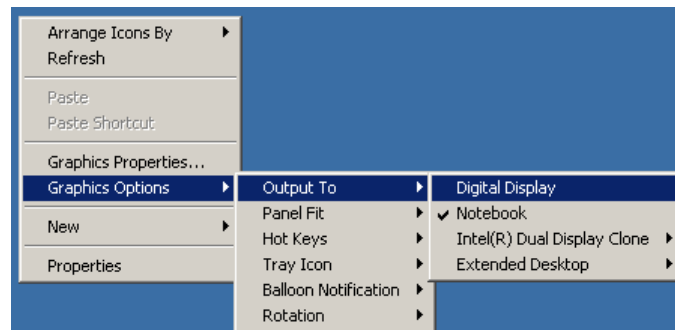 Arrange Icons By
Refresh
Paste
Paste Shortcut
Graphics Properties...
Graphics Options
New
Properties
Output To
Panel Fit
Hot Keys
Tray Icon
Balloon Notification
Rotation
Digital Display
Notebook
Intel(R) Dual Display Clone
Extended Desktop